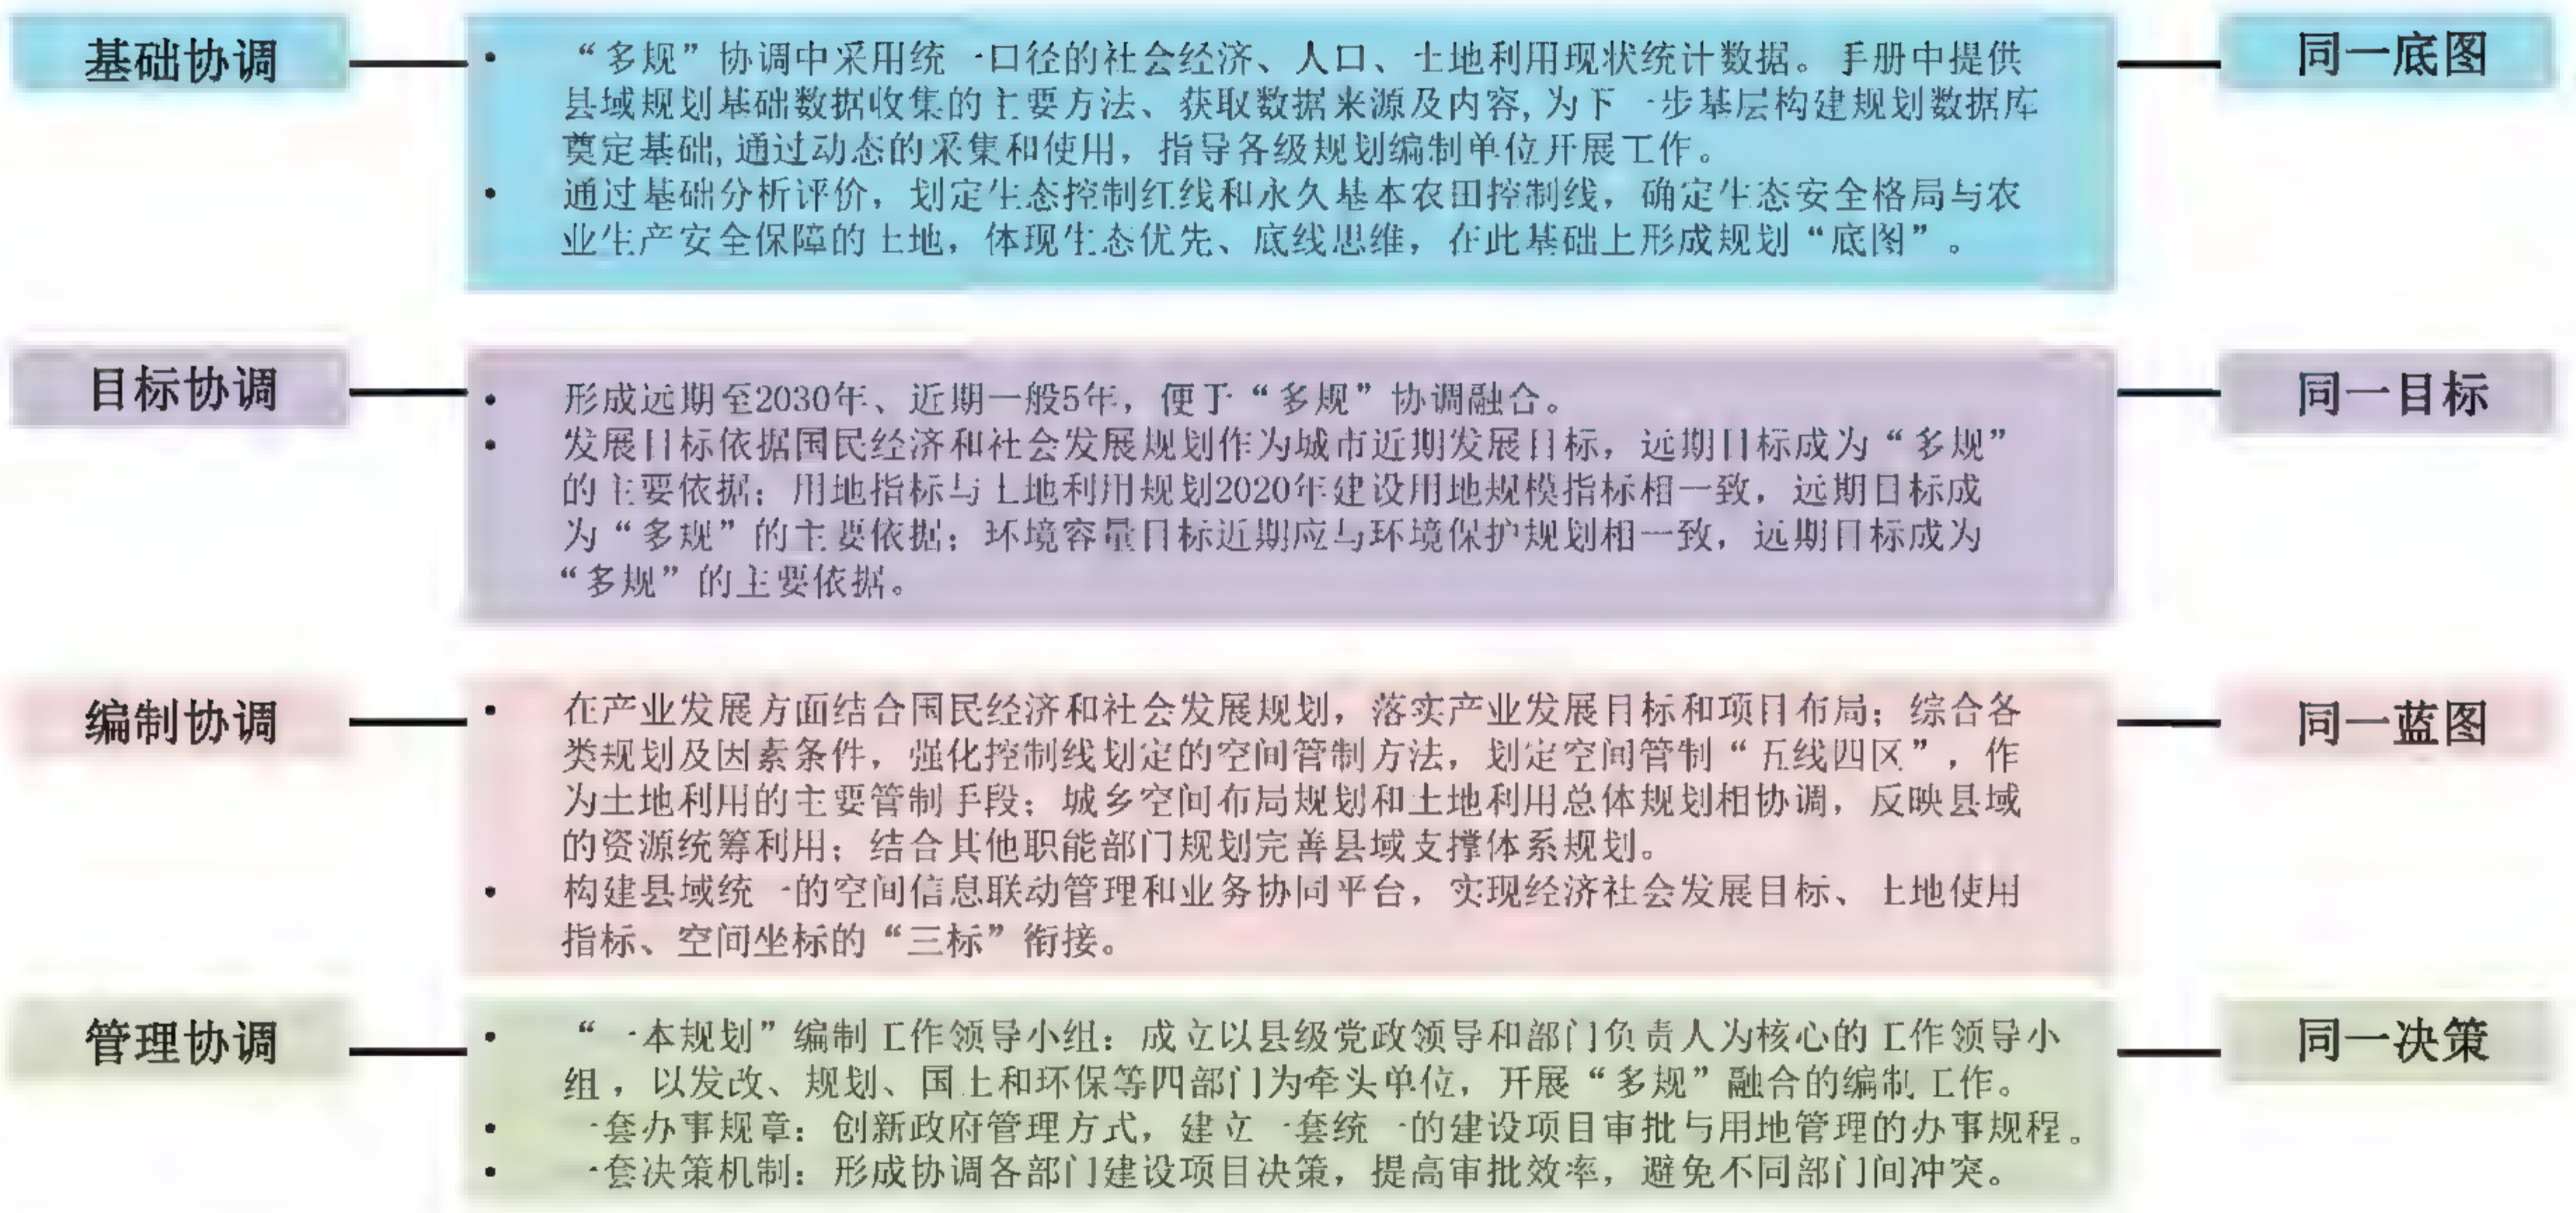 基础协调
“多规”协调中采用统一口径的社会经济、人口、土地利用现状统计数据。手册中提供
县域规划基础数据收集的主要方法、获取数据来源及内容,为下一步基层构建规划数据库
奠定基础,通过动态的采集和使用，指导各级规划编制单位开展工作。
通过基础分析评价，划定生态控制红线和永久基本农田控制线，确定生态安全格局与农
业生产安全保障的土地，体现生态优先、底线思维，在此基础上形成规划“底图”。
同一底图
目标协调
形成远期至2030年、近期一般5年，便于“多规”协调融合。
发展目标依据国民经济和社会发展规划作为城市近期发展目标，远期目标成为“多规”
的主要依据；用地指标与土地利用规划2020年建设用地规模指标相一致，远期目标成
为“多规”的主要依据；环境容量目标近期应与环境保护规划相一致，远期目标成为
“多规”的主要依据。
同一目标
编制协调
在产业发展方面结合国民经济和社会发展规划，落实产业发展目标和项目布局；综合各
类规划及因素条件，强化控制线划定的空间管制方法，划定空间管制“五线四区”，作
为土地利用的主要管制手段；城乡空间布局规划和土地利用总体规划相协调，反映县域
的资源统筹利用；结合其他职能部门规划完善县域支撑体系规划。
构建县域统一的空间信息联动管理和业务协同平台，实现经济社会发展目标、土地使用
指标、空间坐标的“三标”衔接。
同一蓝图
管理协调
“一本规划”编制工作领导小组：成立以县级党政领导和部门负责人为核心的工作领导小
组，以发改、规划、国土和环保等四部门为牵头单位，开展“多规”融合的编制工作。
一套办事规章：创新政府管理方式，建立一套统一的建设项目审批与用地管理的办事规程。
一套决策机制：形成协调各部门建设项目决策，提高审批效率，避免不同部门间冲突。
同一决策